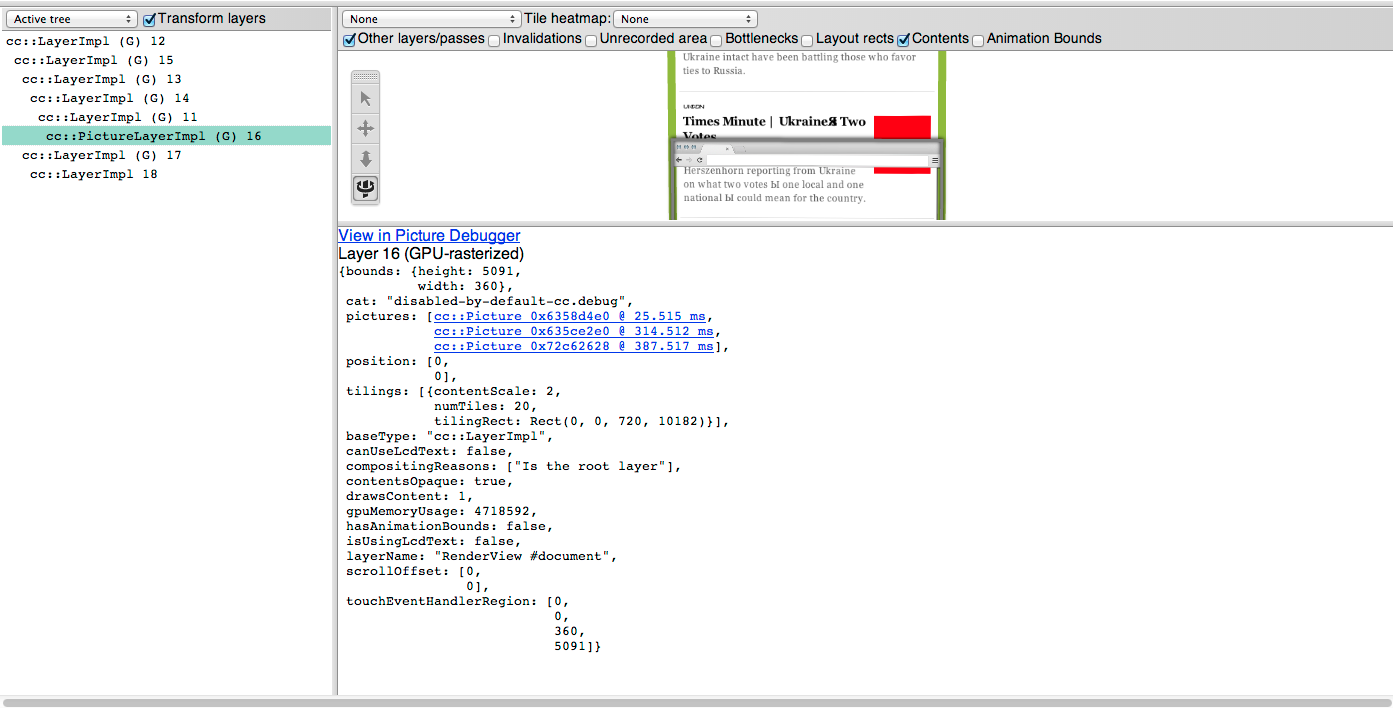 Active tree
Transform layers
cc::LayerImpl (G) 12
cc::LayerImpl (G) 15
cc::LayerImpl (G) 13
cc::LayerImpl (G) 14
cc::LayerImpl (G) 11
cc::PictureLayerImpl (G) 16
cc::LayerImpl (G) 17
cc::LayerImpl 18
None Tile heatmap: None
Other layers/passes Invalidations Unrecorded area Bottlenecks Layout rects Contents Animation Bounds
Ukraine intact have been battling those who favor
ties to Russia.
Times Minute | UkraineЯ Two
Votes
Herszenhorn reporting from Ukraine
on what two votes Ы one local and one
national Ы could mean for the country.
View in Picture Debugger
Layer 16 (GPU-rasterized)
{bounds: {height: 5091,
width: 360},
cat: "disabled-by-default-cc.debug",
pictures: [cc::Picture 0x6358d4e0 @ 25.515 ms,
cc::Picture 0x635ce2e0 @ 314.512 ms,
cc::Picture 0x72c62628 @ 387.517 ms],
position: [0,
0],
tilings: [{contentScale: 2,
numTiles: 20,
tilingRect: Rect(0, 0, 720, 10182)}],
baseType: "cc::LayerImpl",
canUseLcdText: false,
compositingReasons: ["Is the root layer"],
contentsOpaque: true,
drawsContent: 1,
gpuMemoryUsage: 4718592,
hasAnimationBounds: false,
isUsingLcdText: false,
layerName: "RenderView #document",
scrollOffset: [0,
0],
touchEventHandlerRegion: [0,
0,
360,
5091]}